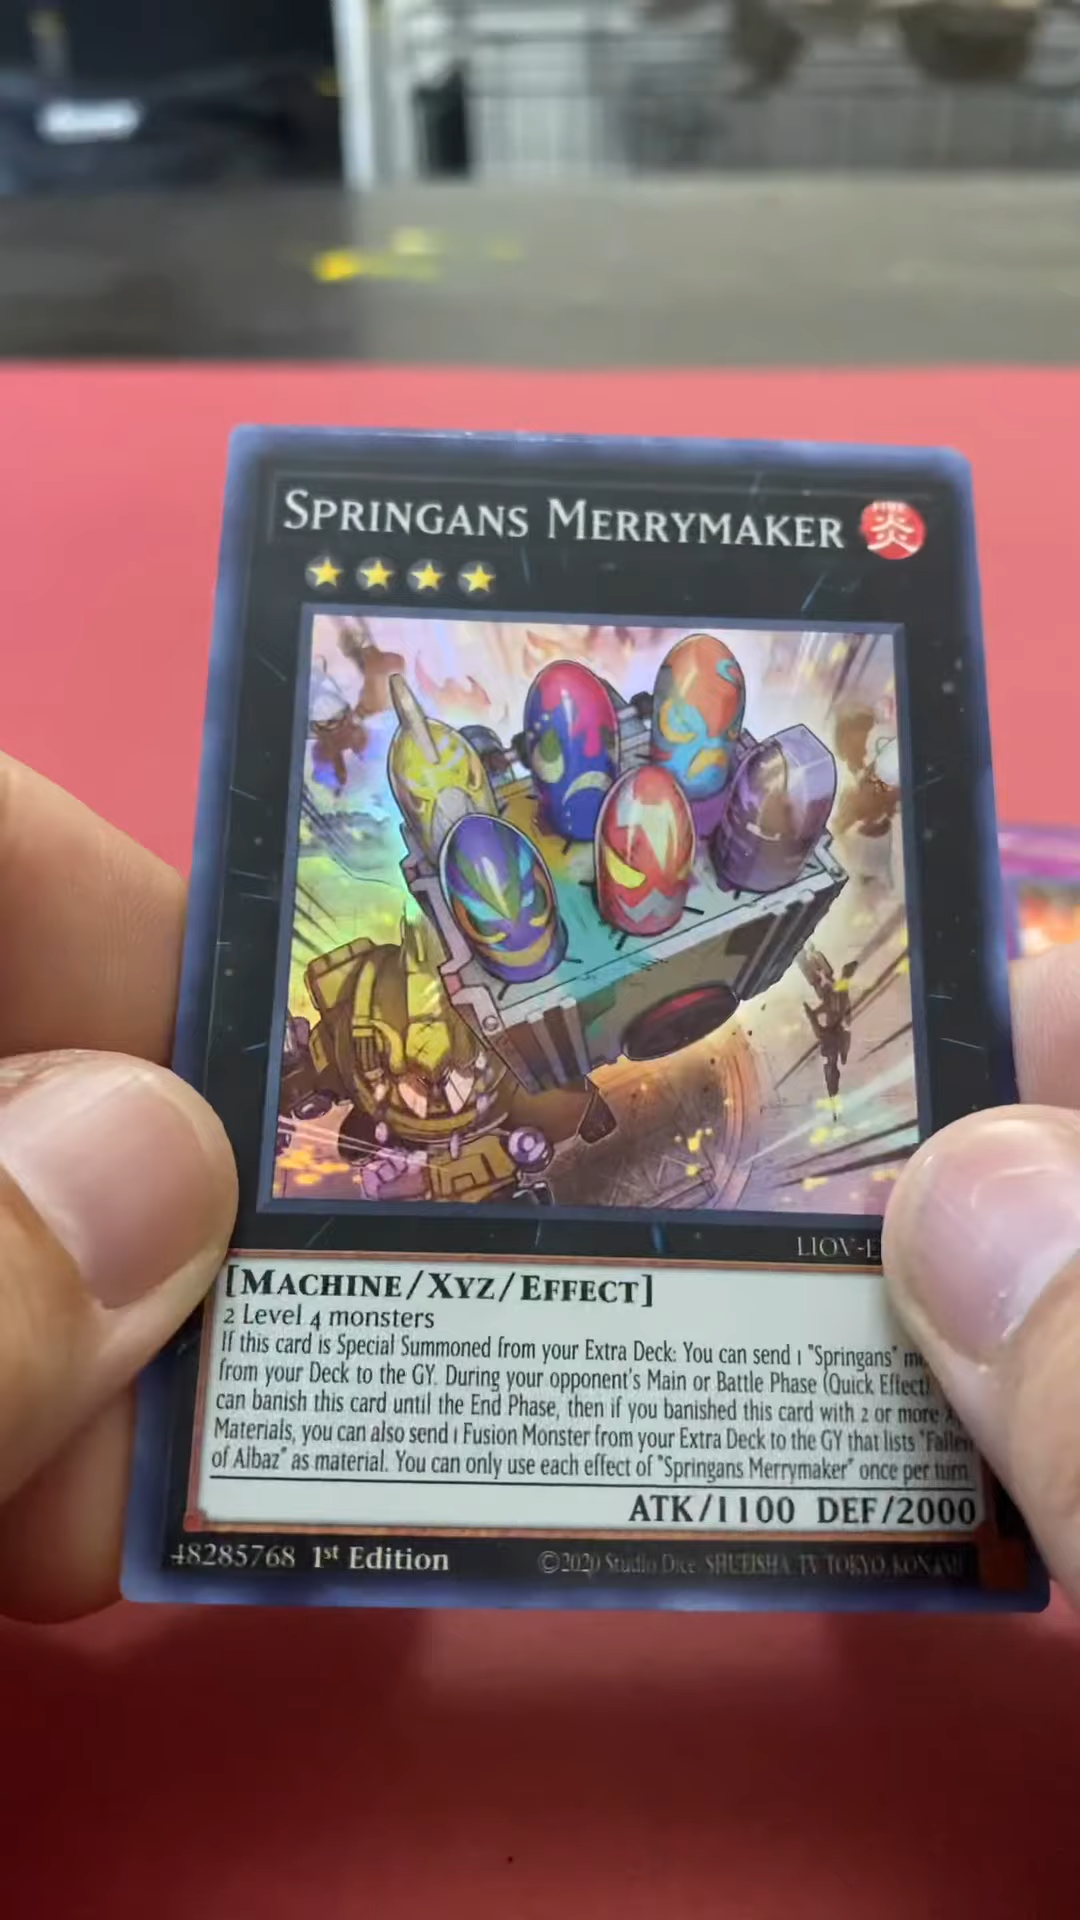 SPRINGANS MERRYMAKER
炎
LIOV-E
[MACHINE/XYZ/EFFECT]
2 Level 4 monsters
If this card is Special Summoned from your Extra Deck: You can send 1 "Springans"
from your Deck to the GY. During your opponent's Main or Battle Phase (Quick Effect)
can banish this card until the End Phase, then if you banished this card with 2 or more
Materials, you can also send 1 Fusion Monster from your Extra Deck to the GY that lists "Fallen
of Albaz" as material. You can only use each effect of "Springans Merrymaker" once per turn
ATK/1100 DEF/2000
48285768 1st Edition
©2020 Studio Dice/SHUEISHA, TV TOKYO, KONAMI